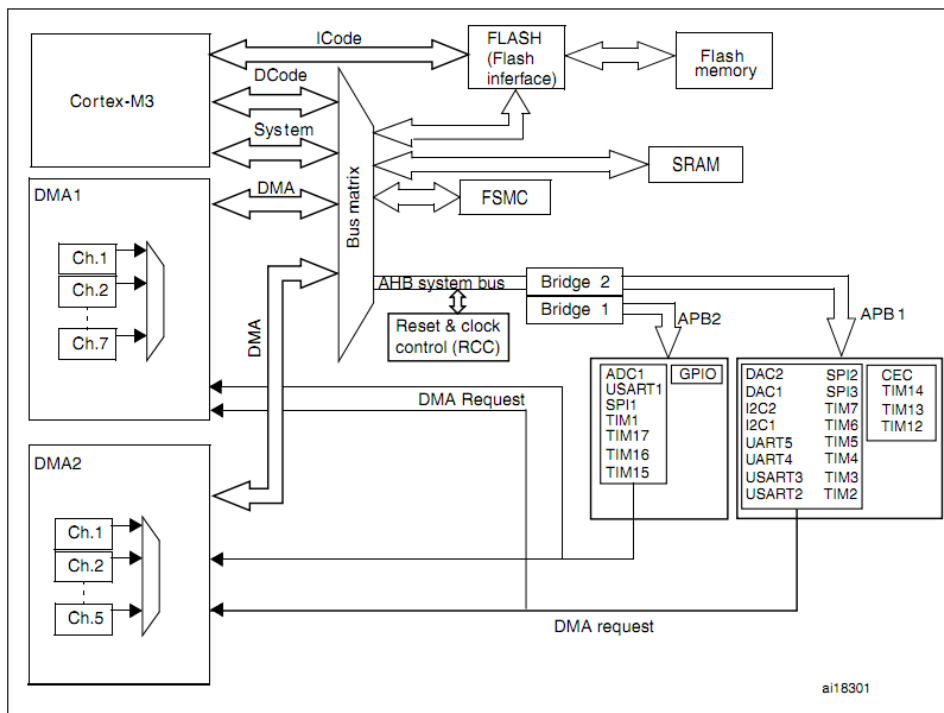 ICode
FLASH
(Flash
inferface)
Flash
memory
Cortex-M3
DCode
System
Bus matrix
SRAM
DMA
FSMC
DMA1
Ch.1
Ch.2
Ch.7
DMA
AHB system bus
Bridge 2
Bridge 1
Reset & clock
control (RCC)
APB2
APB1
ADC1
USART1
SPI1
TIM1
TIM17
TIM16
TIM15
GPIO
DAC2 SPI2
DAC1 SPI3
I2C2 TIM7
I2C1 TIM6
UART5 TIM5
UART4 TIM4
USART3 TIM3
USART2 TIM2
CEC
TIM14
TIM13
TIM12
DMA Request
DMA2
Ch.1
Ch.2
Ch.5
DMA request
ai18301